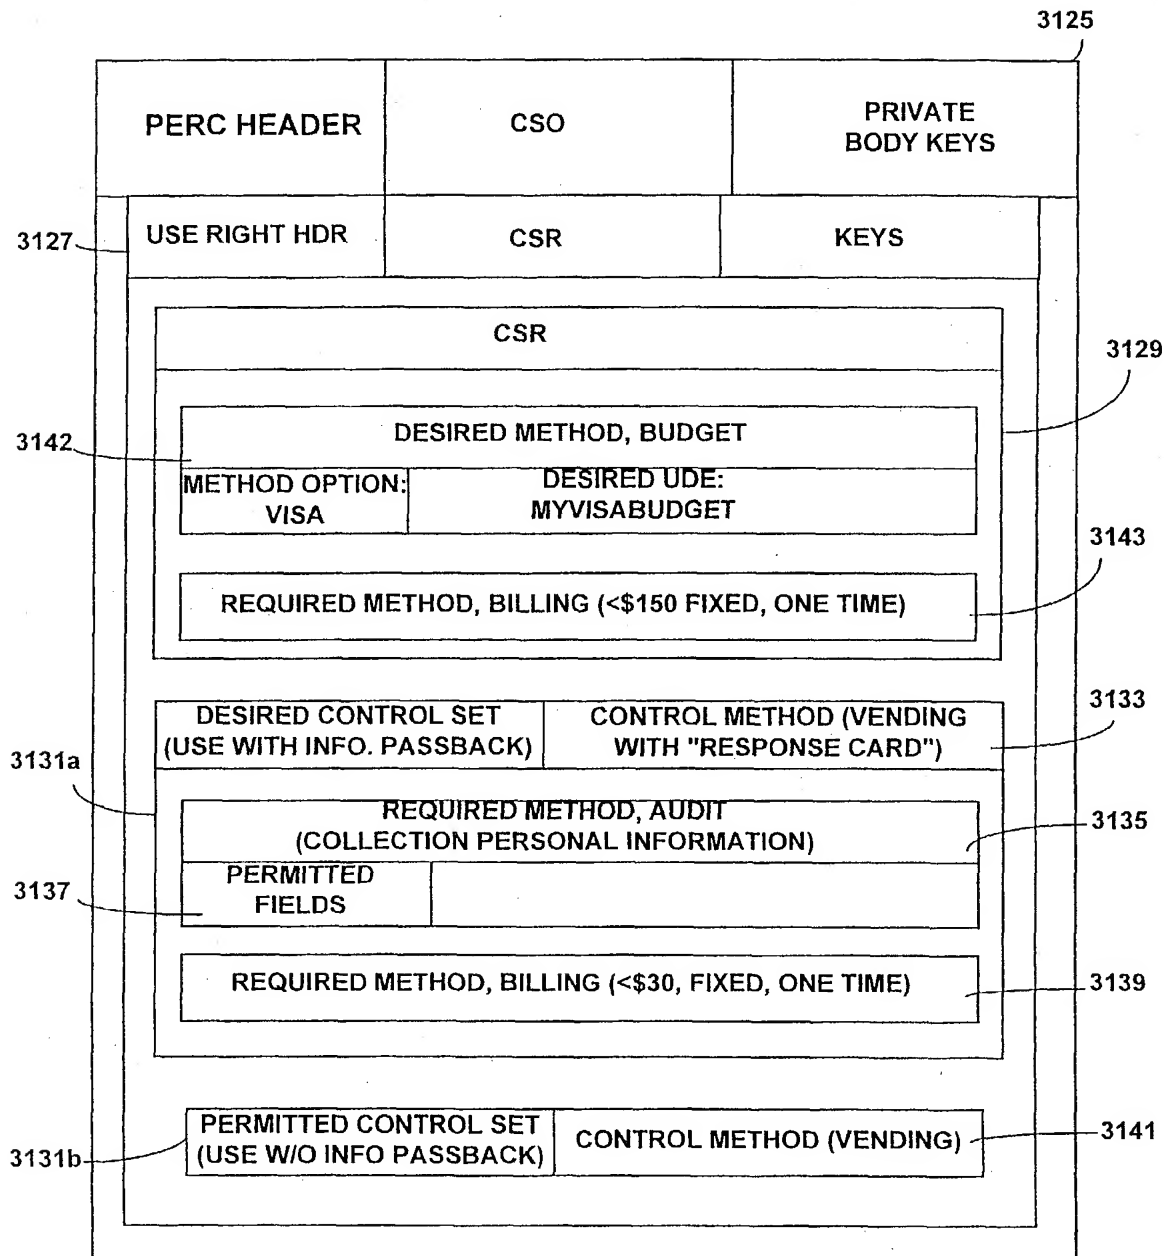 3125
PERC HEADER
CSO
PRIVATE
BODY KEYS
3127
USE RIGHT HDR
CSR
KEYS
CSR
3129
DESIRED METHOD, BUDGET
3142
METHOD OPTION:
VISA
DESIRED UDE:
MYVISABUDGET
3143
REQUIRED METHOD, BILLING (<$150 FIXED, ONE TIME)
3133
DESIRED CONTROL SET
(USE WITH INFO. PASSBACK)
CONTROL METHOD (VENDING
WITH "RESPONSE CARD")
3131a
REQUIRED METHOD, AUDIT
(COLLECTION PERSONAL INFORMATION)
3135
3137
PERMITTED
FIELDS
REQUIRED METHOD, BILLING (<$30, FIXED, ONE TIME)
3139
PERMITTED CONTROL SET
(USE W/O INFO PASSBACK)
CONTROL METHOD (VENDING)
3141
3131b